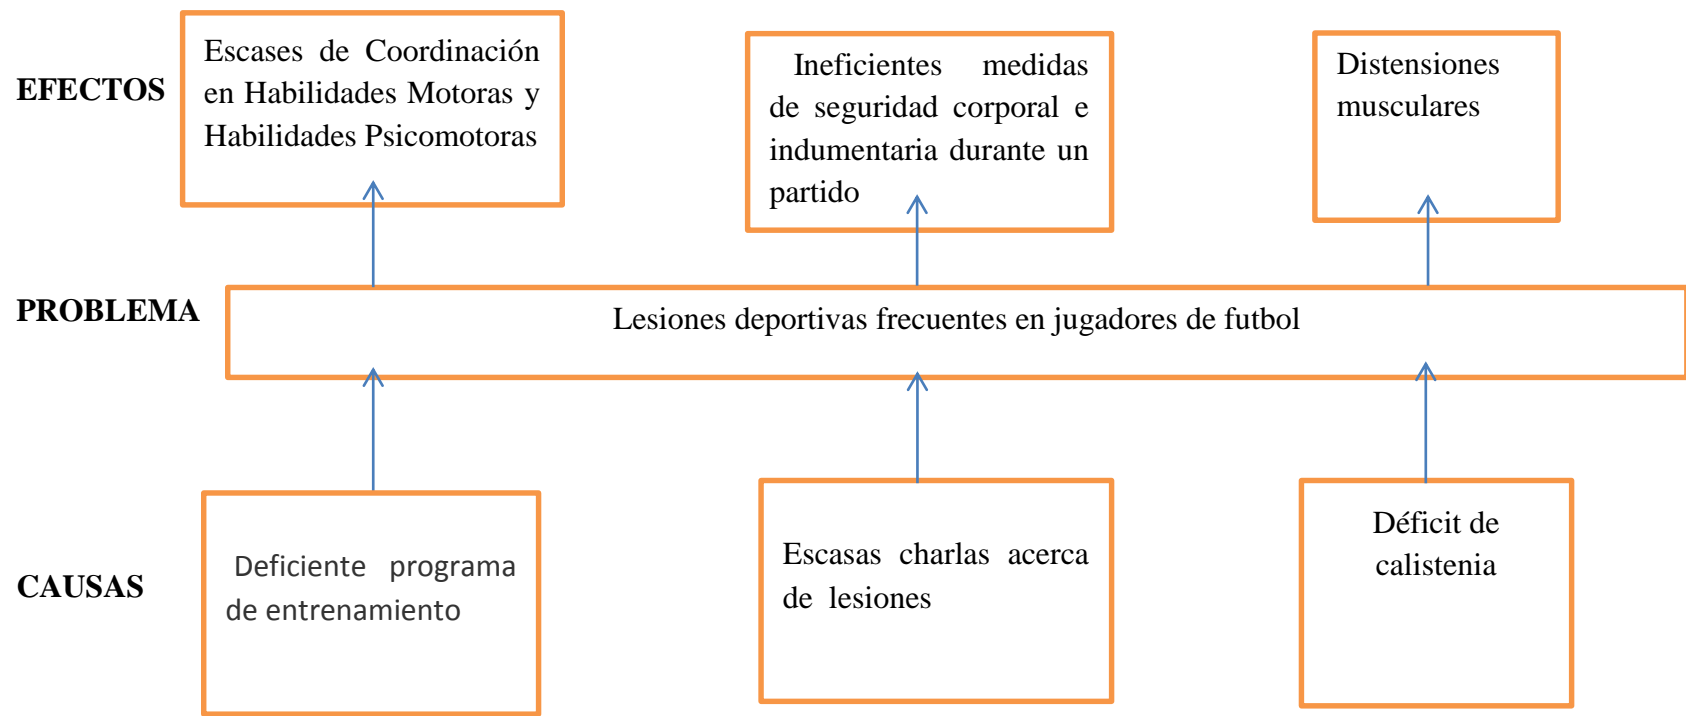 EFECTOS
Escases de Coordinación
en Habilidades Motoras y
Habilidades Psicomotoras
Ineficientes medidas
de seguridad corporal e
indumentaria durante un
partido
Distensiones
musculares
PROBLEMA
Lesiones deportivas frecuentes en jugadores de futbol
CAUSAS
Deficiente programa
de entrenamiento
Escasas charlas acerca
de lesiones
Déficit de
calistenia